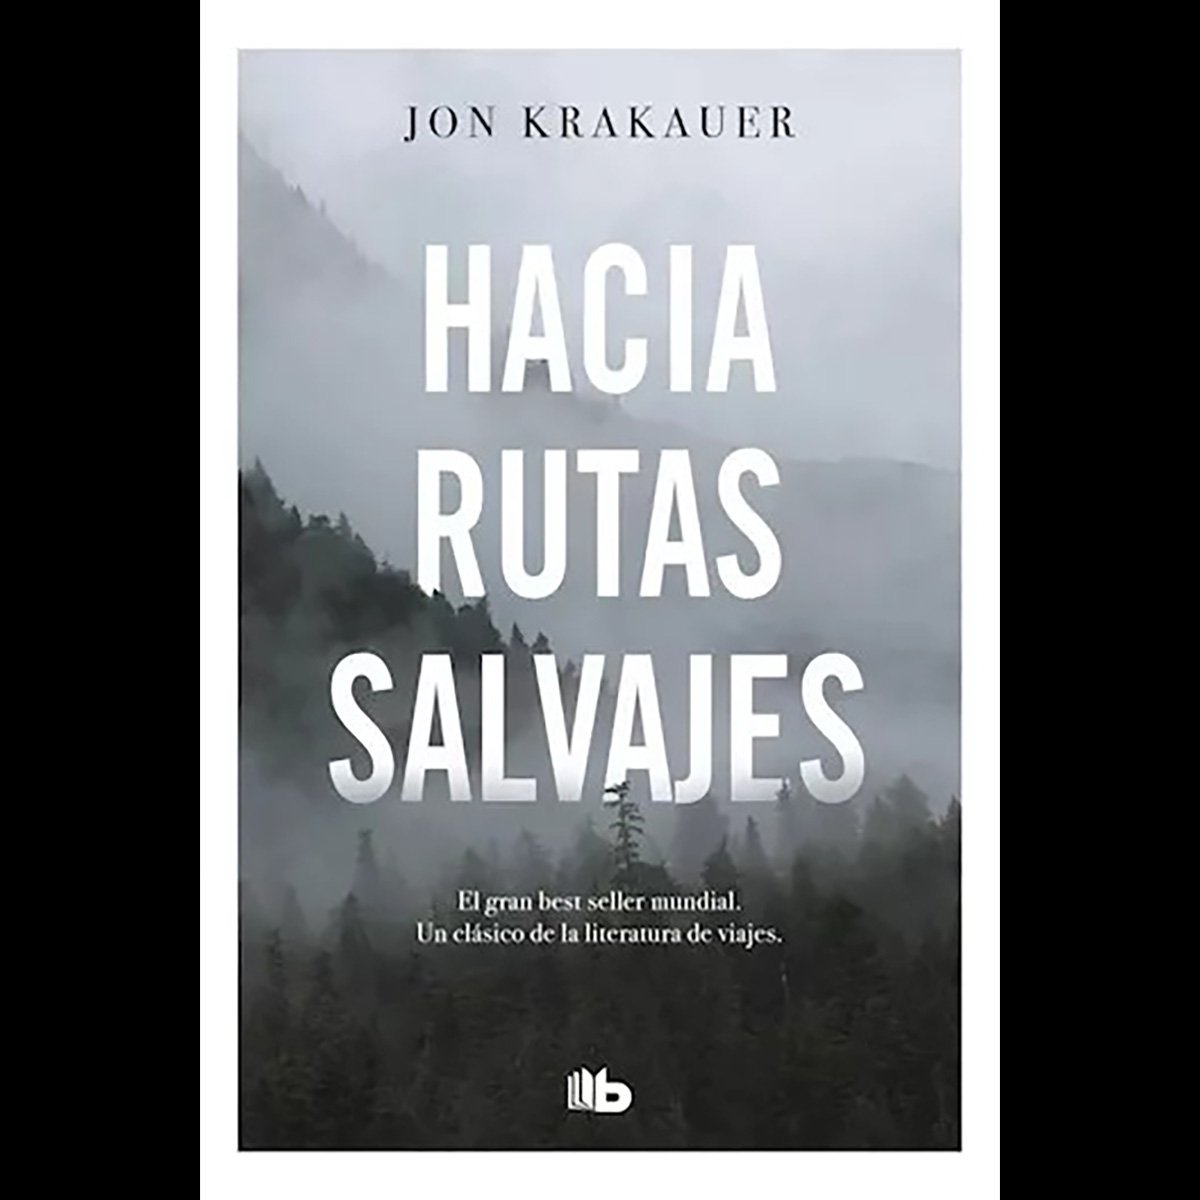 JON KRAKAUER
HACIA
RUTAS
SALVAJES
El gran best seller mundial.
Un clásico de la literatura de viajes.
b